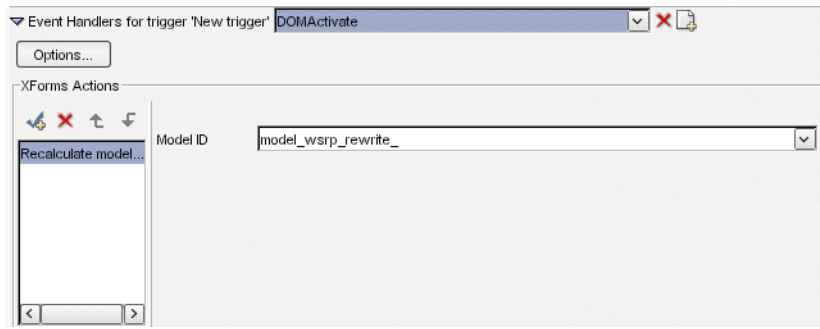 Event Handlers for trigger 'New trigger' DOMActivate
Options...
XForms Actions
Recalculate model...
Model ID
model_wsrp_rewrite_